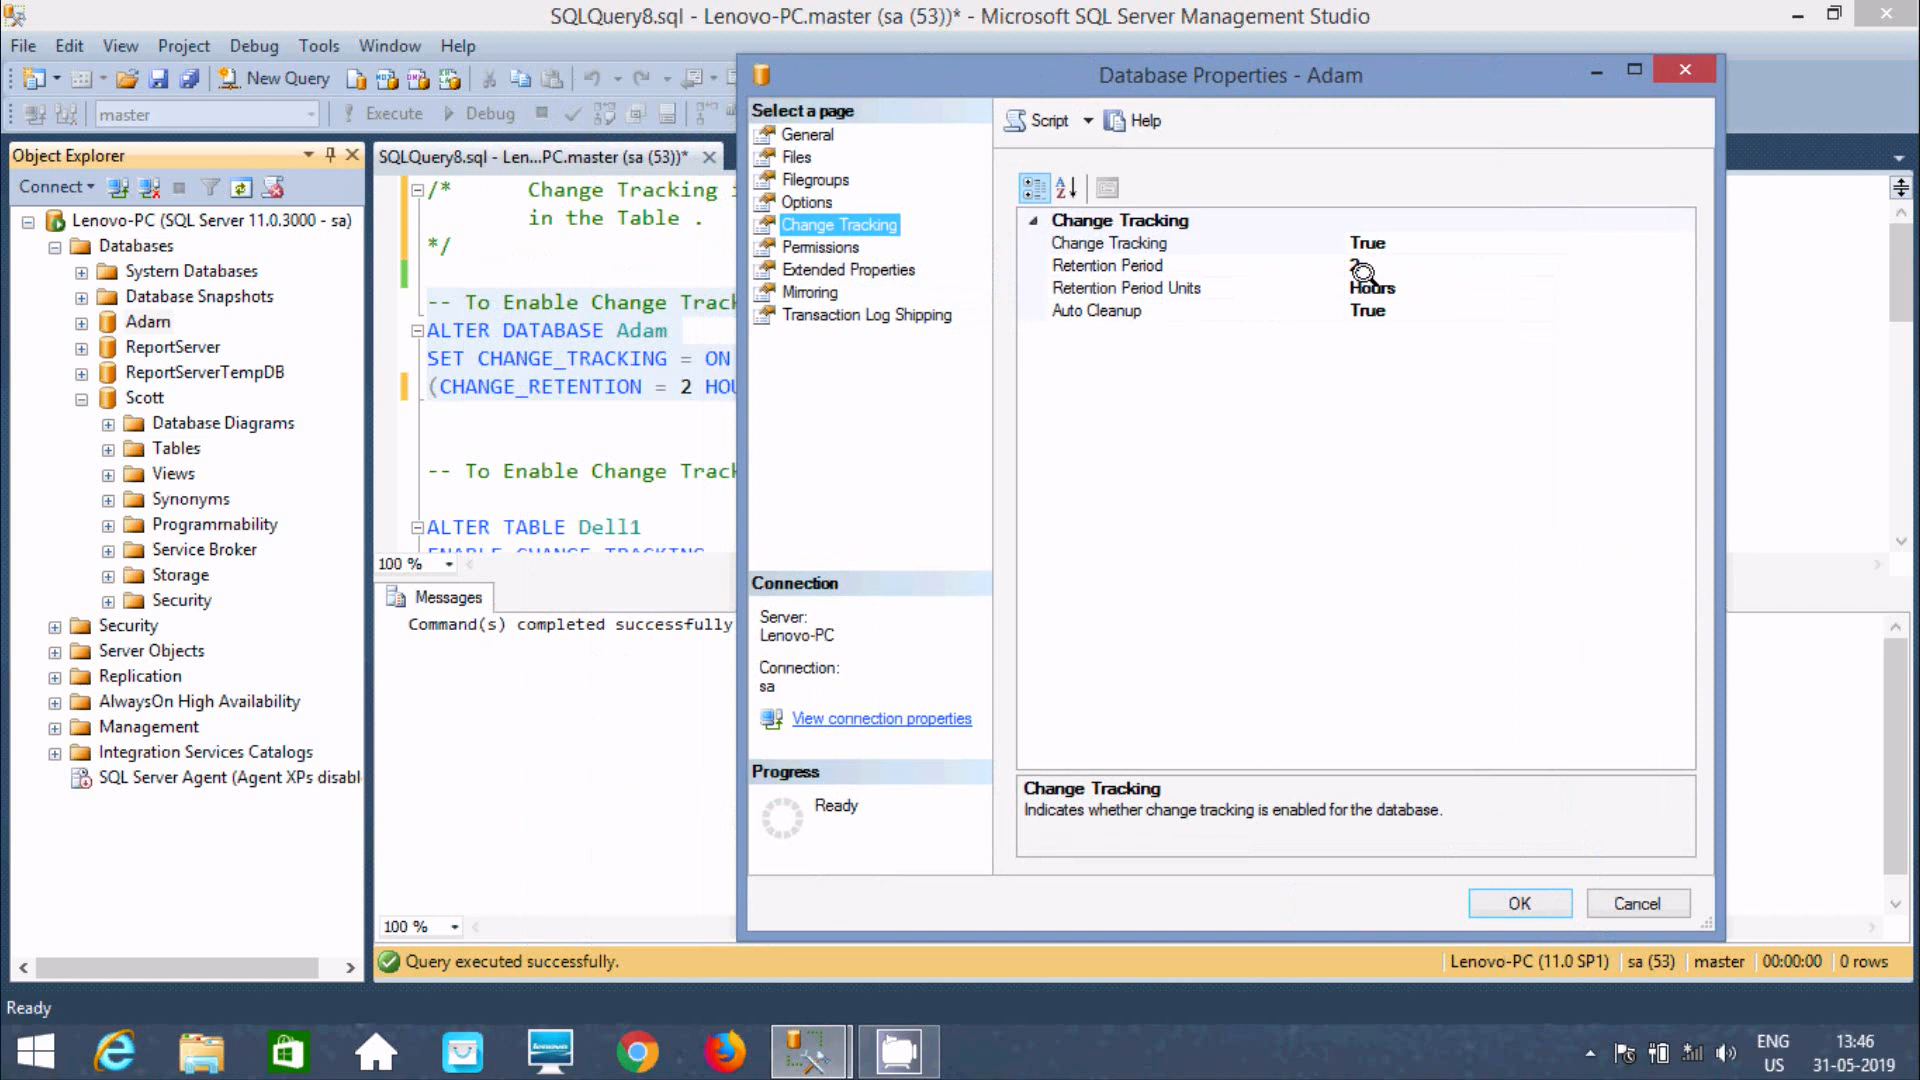 SQLQuery8.sql - Lenovo-PC.master (sa (53))* - Microsoft SQL Server Management Studio
File Edit View Project Debug Tools Window Help
New Query
master
Execute
Debug
Object Explorer
Connect
Lenovo-PC (SQL Server 11.0.3000 - sa)
Databases
System Databases
Database Snapshots
Adam
ReportServer
ReportServerTempDB
Scott
Database Diagrams
Tables
Views
Synonyms
Programmability
Service Broker
Storage
Security
Security
Server Objects
Replication
AlwaysOn High Availability
Management
Integration Services Catalogs
SQL Server Agent (Agent XPs disabl
SQLQuery8.sql - Len...PC.master (sa (53))*
/* Change Tracking i
in the Table .
*/
-- To Enable Change Track
ALTER DATABASE Adam
SET CHANGE_TRACKING = ON
(CHANGE_RETENTION = 2 HOU
-- To Enable Change Track
ALTER TABLE Dell1
ENABLE CHANGE_TRACKING
100 %
Messages
Command(s) completed successfully
100 %
Query executed successfully.
Lenovo-PC (11.0 SP1) sa (53) master 00:00:00 0 rows
Database Properties - Adam
Select a page
General
Files
Filegroups
Options
Change Tracking
Permissions
Extended Properties
Mirroring
Transaction Log Shipping
Connection
Server:
Lenovo-PC
Connection:
sa
View connection properties
Progress
Ready
Script Help
Change Tracking
Change Tracking True
Retention Period 2
Retention Period Units Hours
Auto Cleanup True
Change Tracking
Indicates whether change tracking is enabled for the database.
OK Cancel
Ready
ENG
US
13:46
31-05-2019